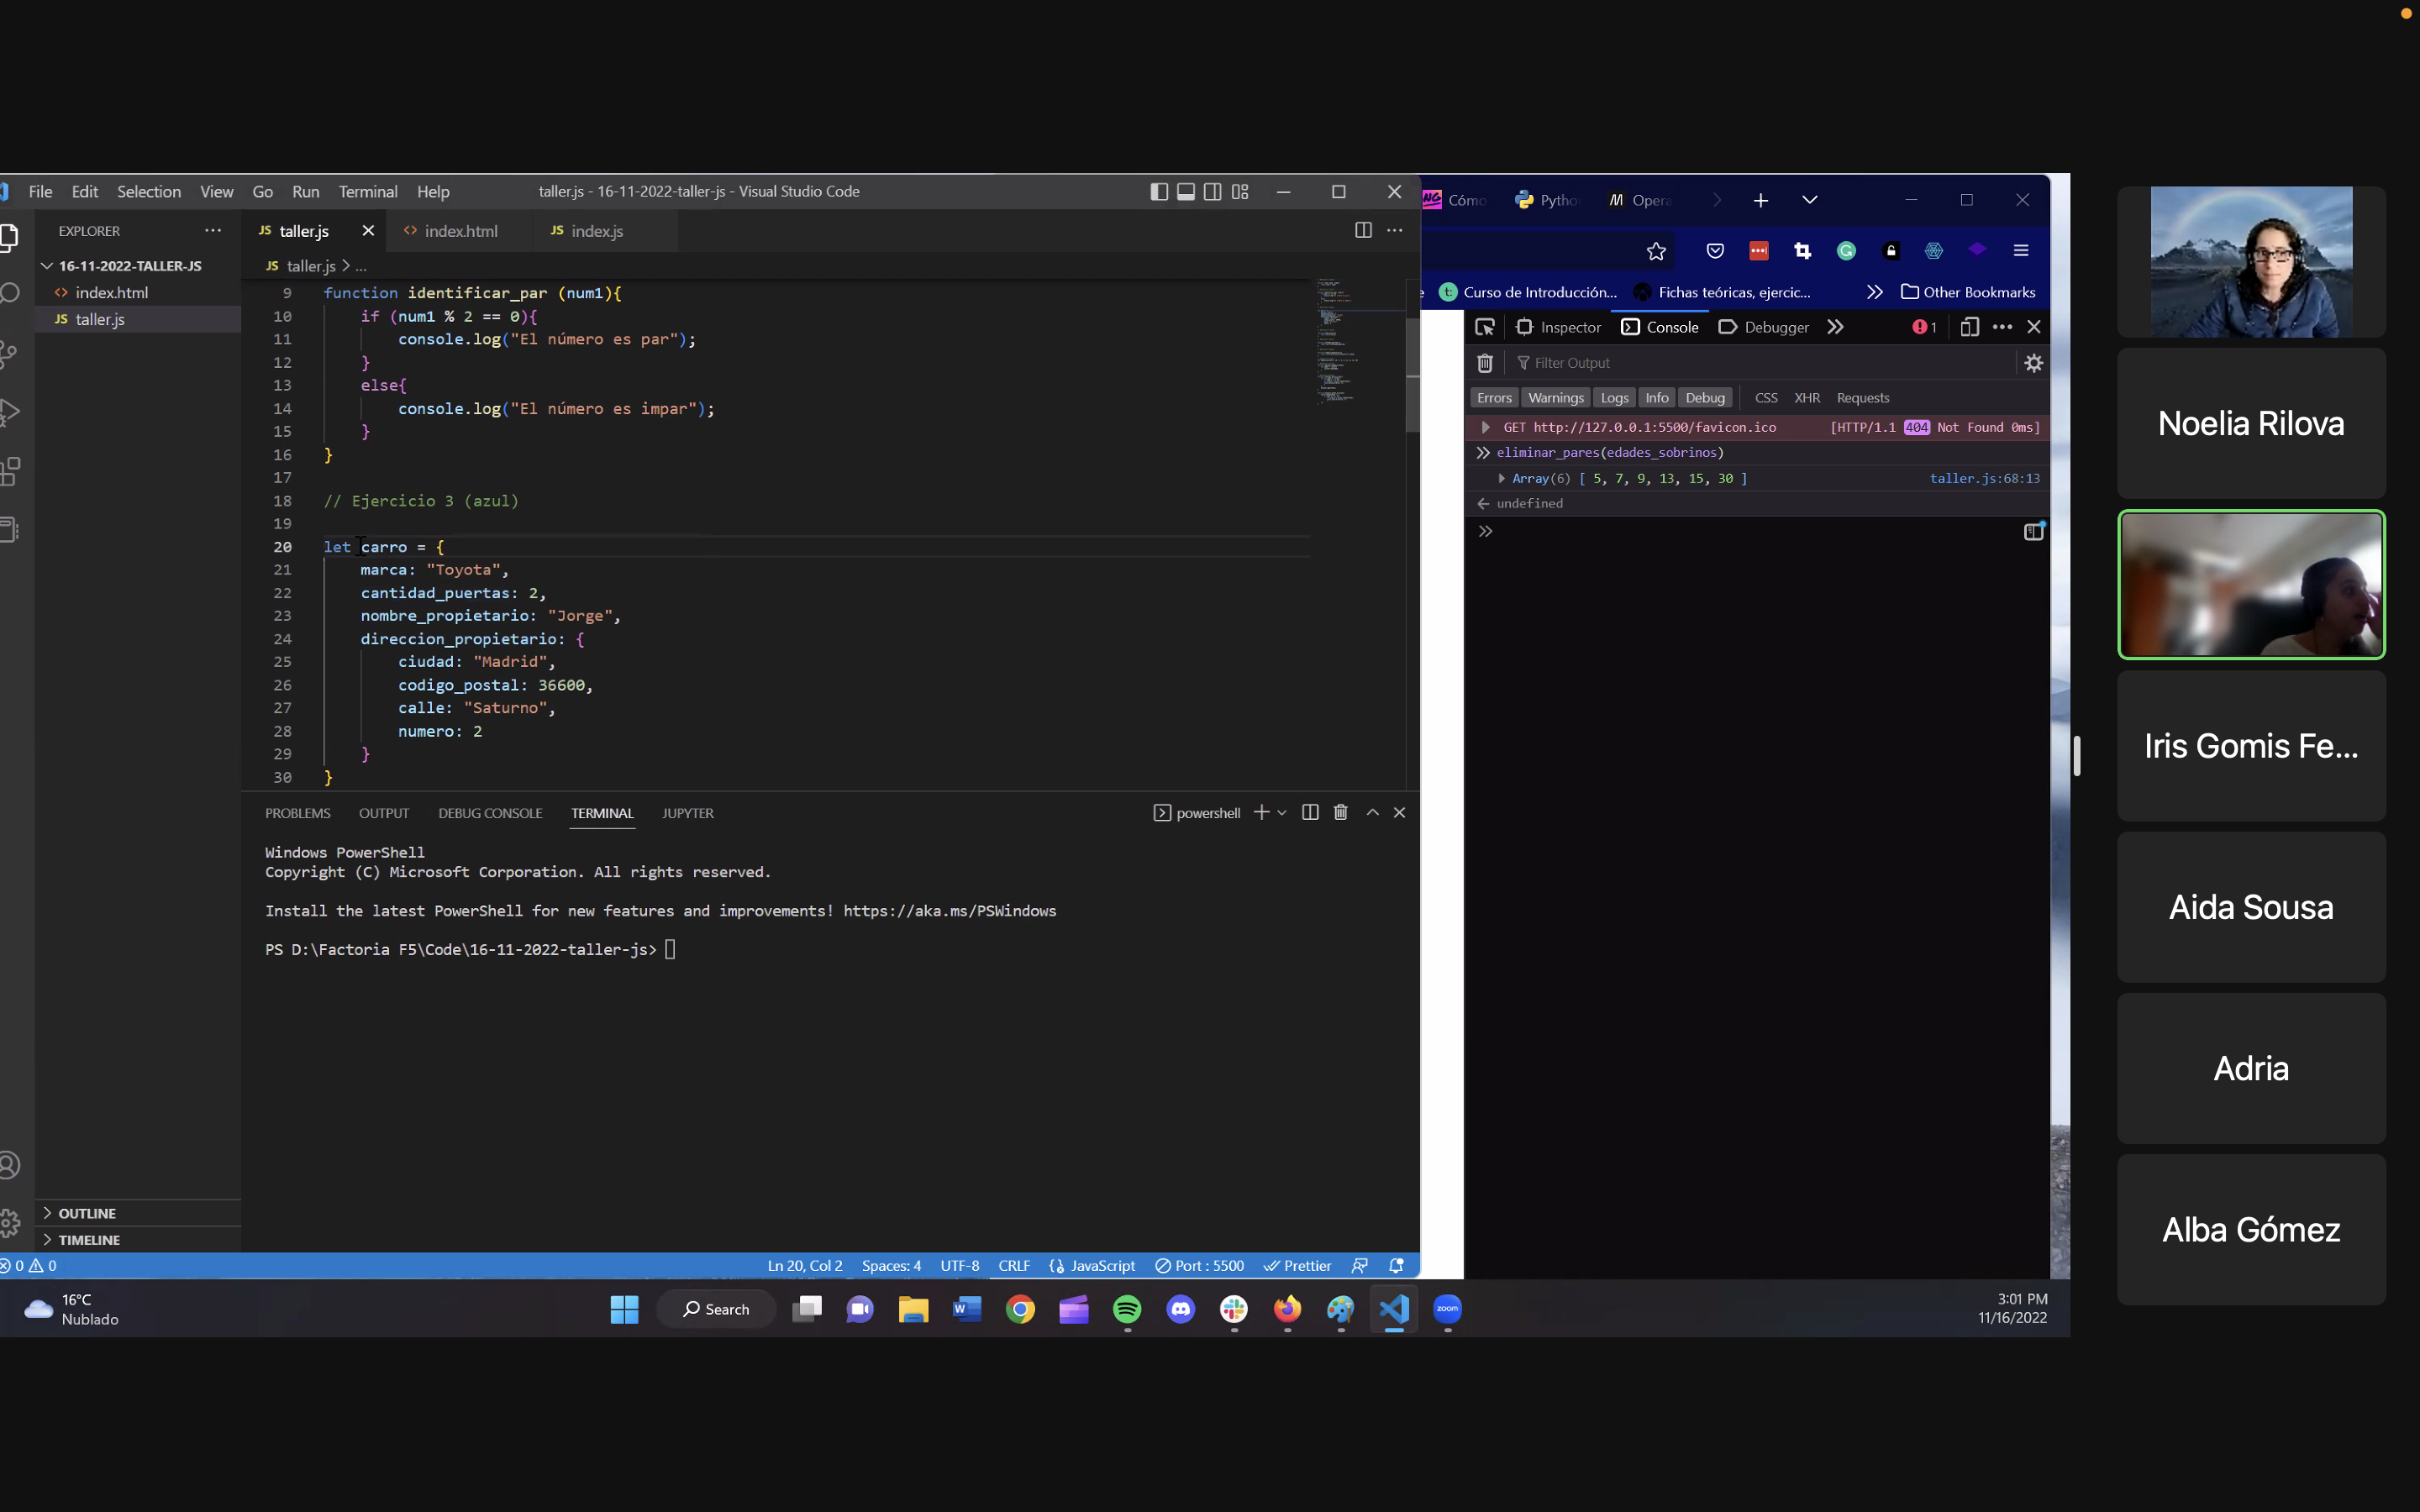 File Edit Selection View Go Run Terminal Help
taller.js - 16-11-2022-taller-js - Visual Studio Code
EXPLORER
16-11-2022-TALLER-JS
<> index.html
JS taller.js
JS taller.js
<> index.html
JS index.js
JS taller.js > ...
9 function identificar_par (num1){
10 if (num1 % 2 == 0){
11 console.log("El número es par");
12 }
13 else{
14 console.log("El número es impar");
15 }
16 }
17
18 // Ejercicio 3 (azul)
19
20 let carro = {
21 marca: "Toyota",
22 cantidad_puertas: 2,
23 nombre_propietario: "Jorge",
24 direccion_propietario: {
25 ciudad: "Madrid",
26 codigo_postal: 36600,
27 calle: "Saturno",
28 numero: 2
29 }
30 }
PROBLEMS OUTPUT DEBUG CONSOLE TERMINAL JUPYTER
powershell
Windows PowerShell
Copyright (C) Microsoft Corporation. All rights reserved.
Install the latest PowerShell for new features and improvements! https://aka.ms/PSWindows
PS D:\Factoria F5\Code\16-11-2022-taller-js>
OUTLINE
TIMELINE
0 0
Ln 20, Col 2 Spaces: 4 UTF-8 CRLF JavaScript Port : 5500 Prettier
Cómo Pytho Opera
Curso de Introducción... Fichas teóricas, ejercic... Other Bookmarks
Inspector Console Debugger 1
Filter Output
Errors Warnings Logs Info Debug CSS XHR Requests
GET http://127.0.0.1:5500/favicon.ico [HTTP/1.1 404 Not Found 0ms]
eliminar_pares(edades_sobrinos)
Array(6) [ 5, 7, 9, 13, 15, 30 ] taller.js:68:13
undefined
16°C
Nublado
Search
zoom
3:01 PM
11/16/2022
Noelia Rilova
Iris Gomis Fe...
Aida Sousa
Adria
Alba Gómez